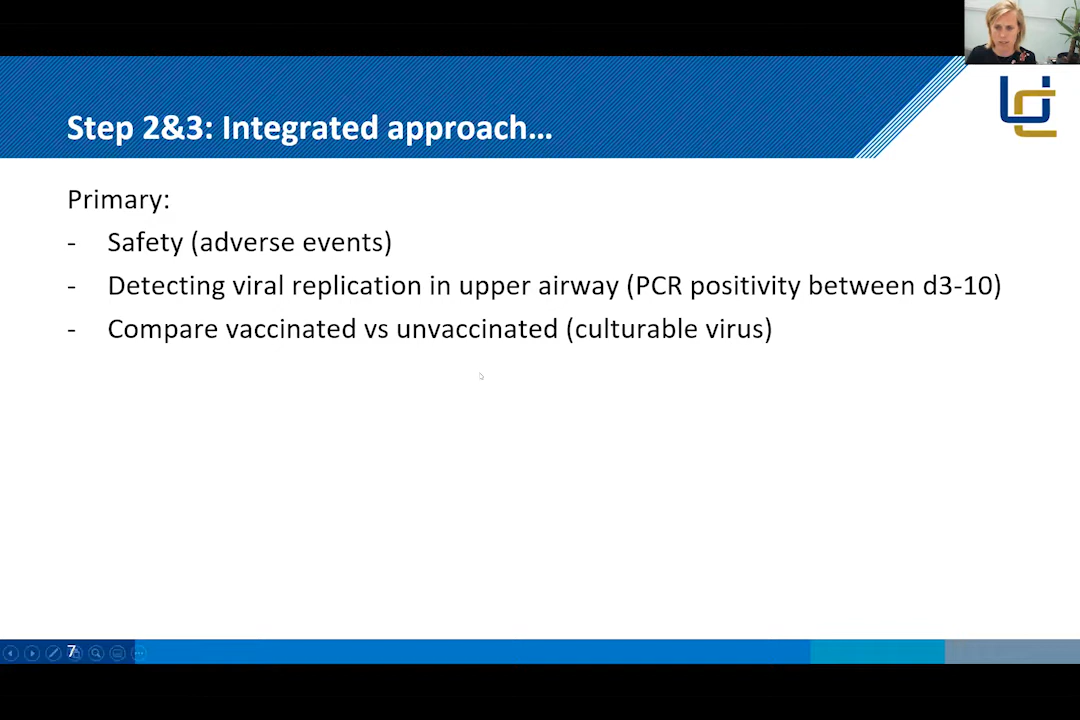 Step 2&3: Integrated approach...
Primary:
- Safety (adverse events)
- Detecting viral replication in upper airway (PCR positivity between d3-10)
- Compare vaccinated vs unvaccinated (culturable virus)
7